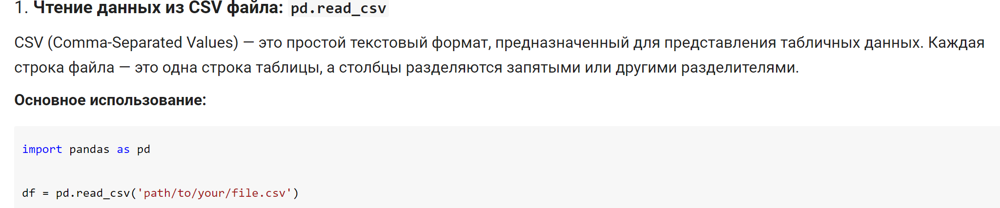 1. Чтение данных из CSV файла: pd.read_csv
CSV (Comma-Separated Values) — это простой текстовый формат, предназначенный для представления табличных данных. Каждая
строка файла — это одна строка таблицы, а столбцы разделяются запятыми или другими разделителями.
Основное использование:
import pandas as pd
df = pd.read_csv('path/to/your/file.csv')